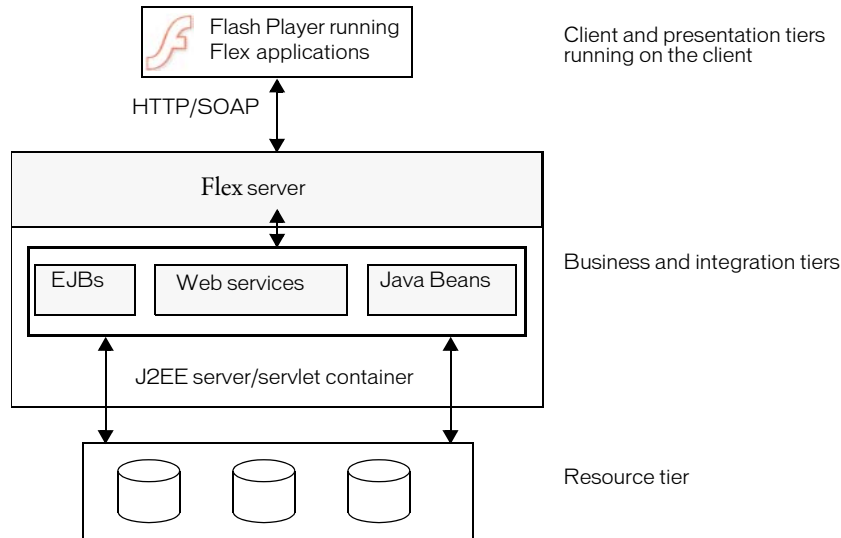 Flash Player running
Flex applications
Client and presentation tiers
running on the client
HTTP/SOAP
Flex server
EJBs
Web services
Java Beans
Business and integration tiers
J2EE server/servlet container
Resource tier